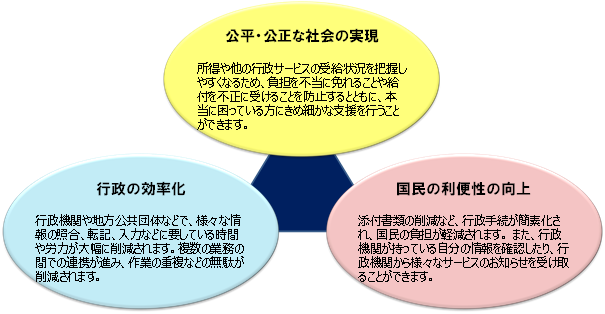 公平・公正な社会の実現
所得や他の行政サービスの受給状況を把握し
やすくなるため、負担を不当に免れることや給
付を不正に受けることを防止するとともに、本
当に困っている方にきめ細かな支援を行うこと
ができます。
行政の効率化
行政機関や地方公共団体などで、様々な情
報の照合、転記、入力などに要している時間
や労力が大幅に削減されます。複数の業務の
間での連携が進み、作業の重複などの無駄が
削減されます。
国民の利便性の向上
添付書類の削減など、行政手続が簡素化さ
れ、国民の負担が軽減されます。また、行政
機関が持っている自分の情報を確認したり、行
政機関から様々なサービスのお知らせを受け取
ることができます。